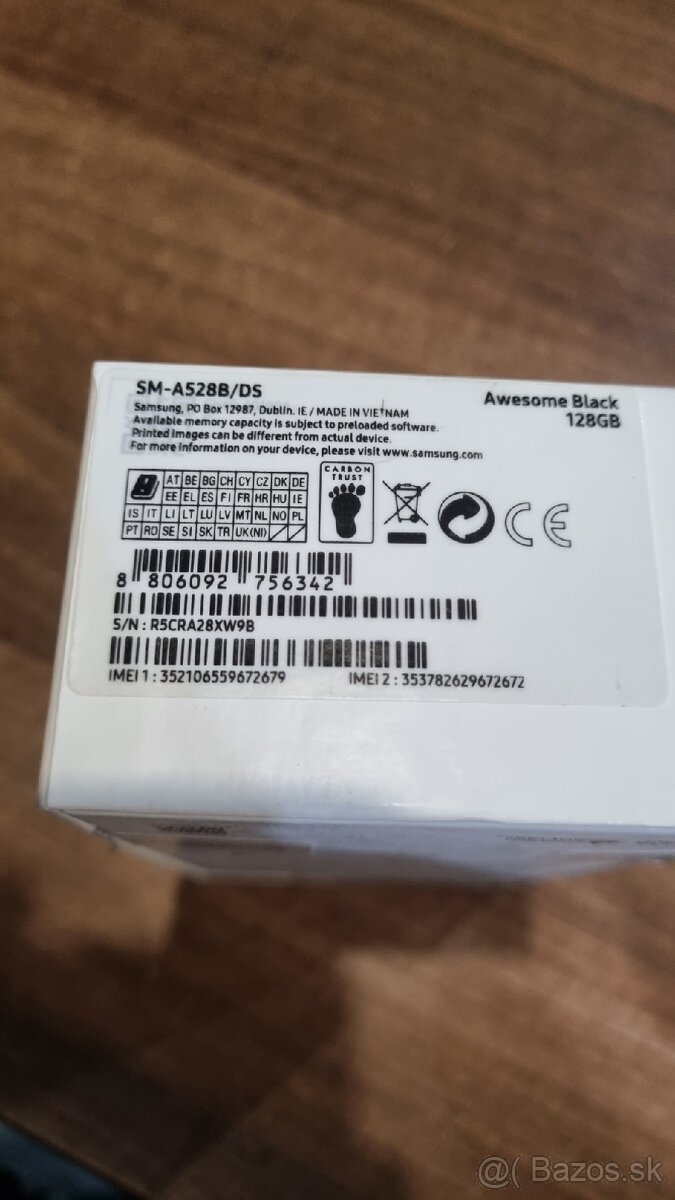 SM-A528B/DS
Samsung, PO Box 12987, Dublin. IE / MADE IN VIETNAM
Available memory capacity is subject to preloaded software.
Printed images can be different from actual device.
For more information on your device, please visit www.samsung.com
Awesome Black
128GB
AT BE BG CH CY CZ DK DE
EE EL ES FI FR HR HU IE
IS IT LI LT LU LV MT NL NO PL
PT RO SE SI SK TR UK(NI)
CARBON
TRUST
CE
8 806092 756342
S/N : R5CRA28XW9B
IMEI 1 : 352106559672679 IMEI 2 : 353782629672672
@( Bazos.sk